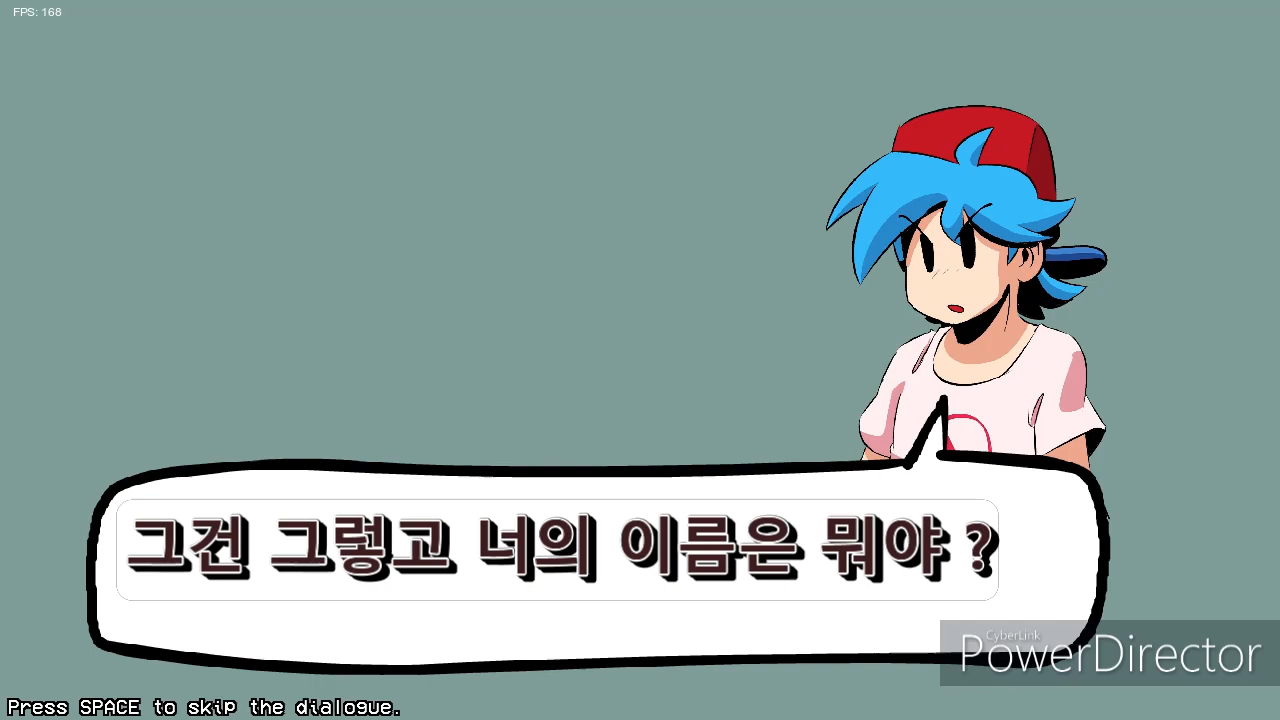 FPS: 168
그건 그렇고 너의 이름은 뭐야 ?
CyberLink
PowerDirector
Press SPACE to skip the dialogue.